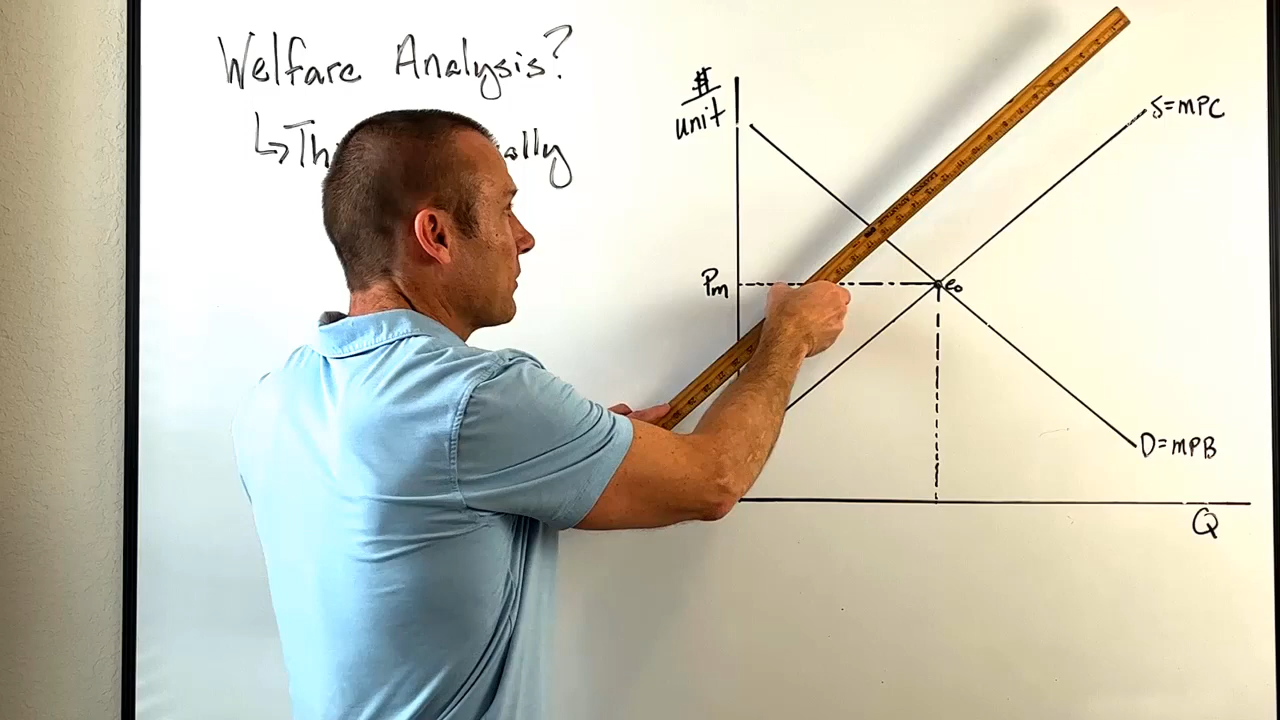 Welfare Analysis?
↳ Th ally
$
unit
S=MPC
Pm
e₀
D=MPB
Q